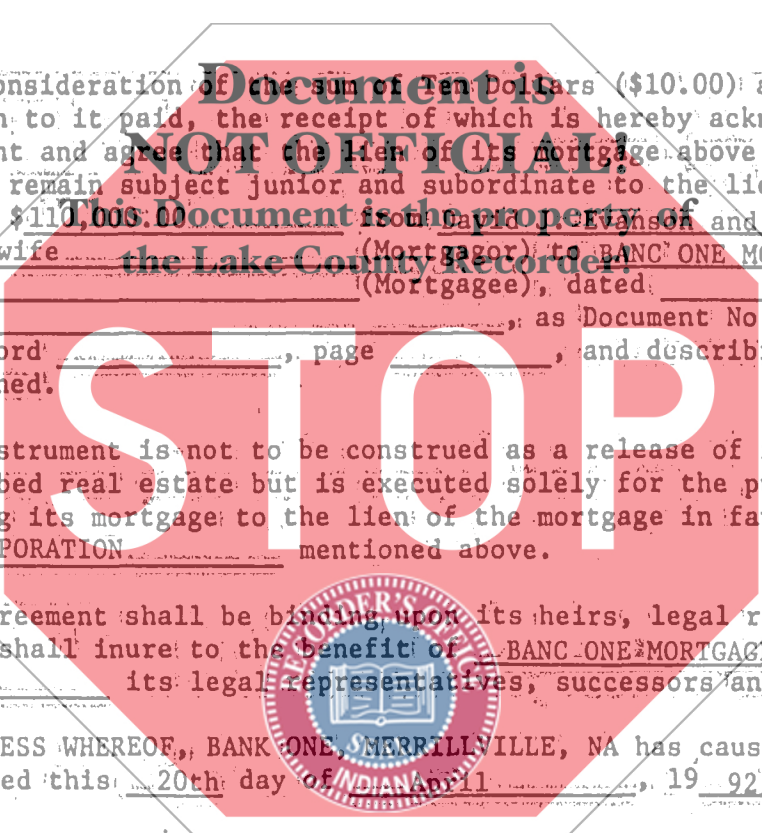 Document is
NOT OFFICIAL!
This Document is the property of
the Lake County Recorder!
onsideration of the sum of Ten Dollars ($10.00) a
n to it paid, the receipt of which is hereby ackn
nt and agree that the lien of its mortgage above
remain subject junior and subordinate to the lie
$110,000.00 from David Evanson and
wife (Mortgagor) to BANC ONE MO
(Mortgagee), dated
, as Document No
ord , page , and describ
ned.
STOP
strument is not to be construed as a release of
bed real estate but is executed solely for the p
g its mortgage to the lien of the mortgage in fav
PORATION mentioned above.
reement shall be binding upon its heirs, legal r
shall inure to the benefit of BANC ONE MORTGAG
its legal representatives, successors an
ESS WHEREOF, BANK ONE, MERRILLVILLE, NA has caus
ed this 20th day of April , 19 92
RECORDER'S OFFICE
SEAL
INDIANA